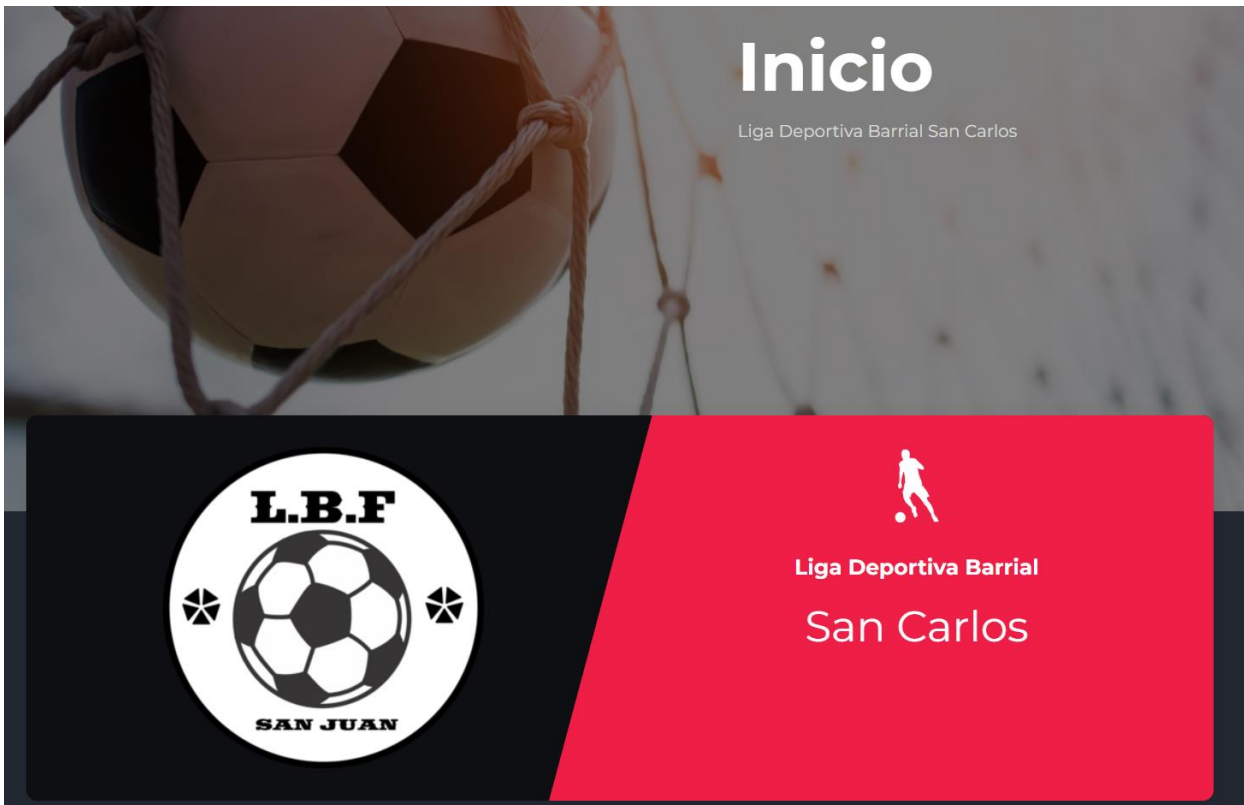 Inicio
Liga Deportiva Barrial San Carlos
L.B.F
SAN JUAN
Liga Deportiva Barrial
San Carlos